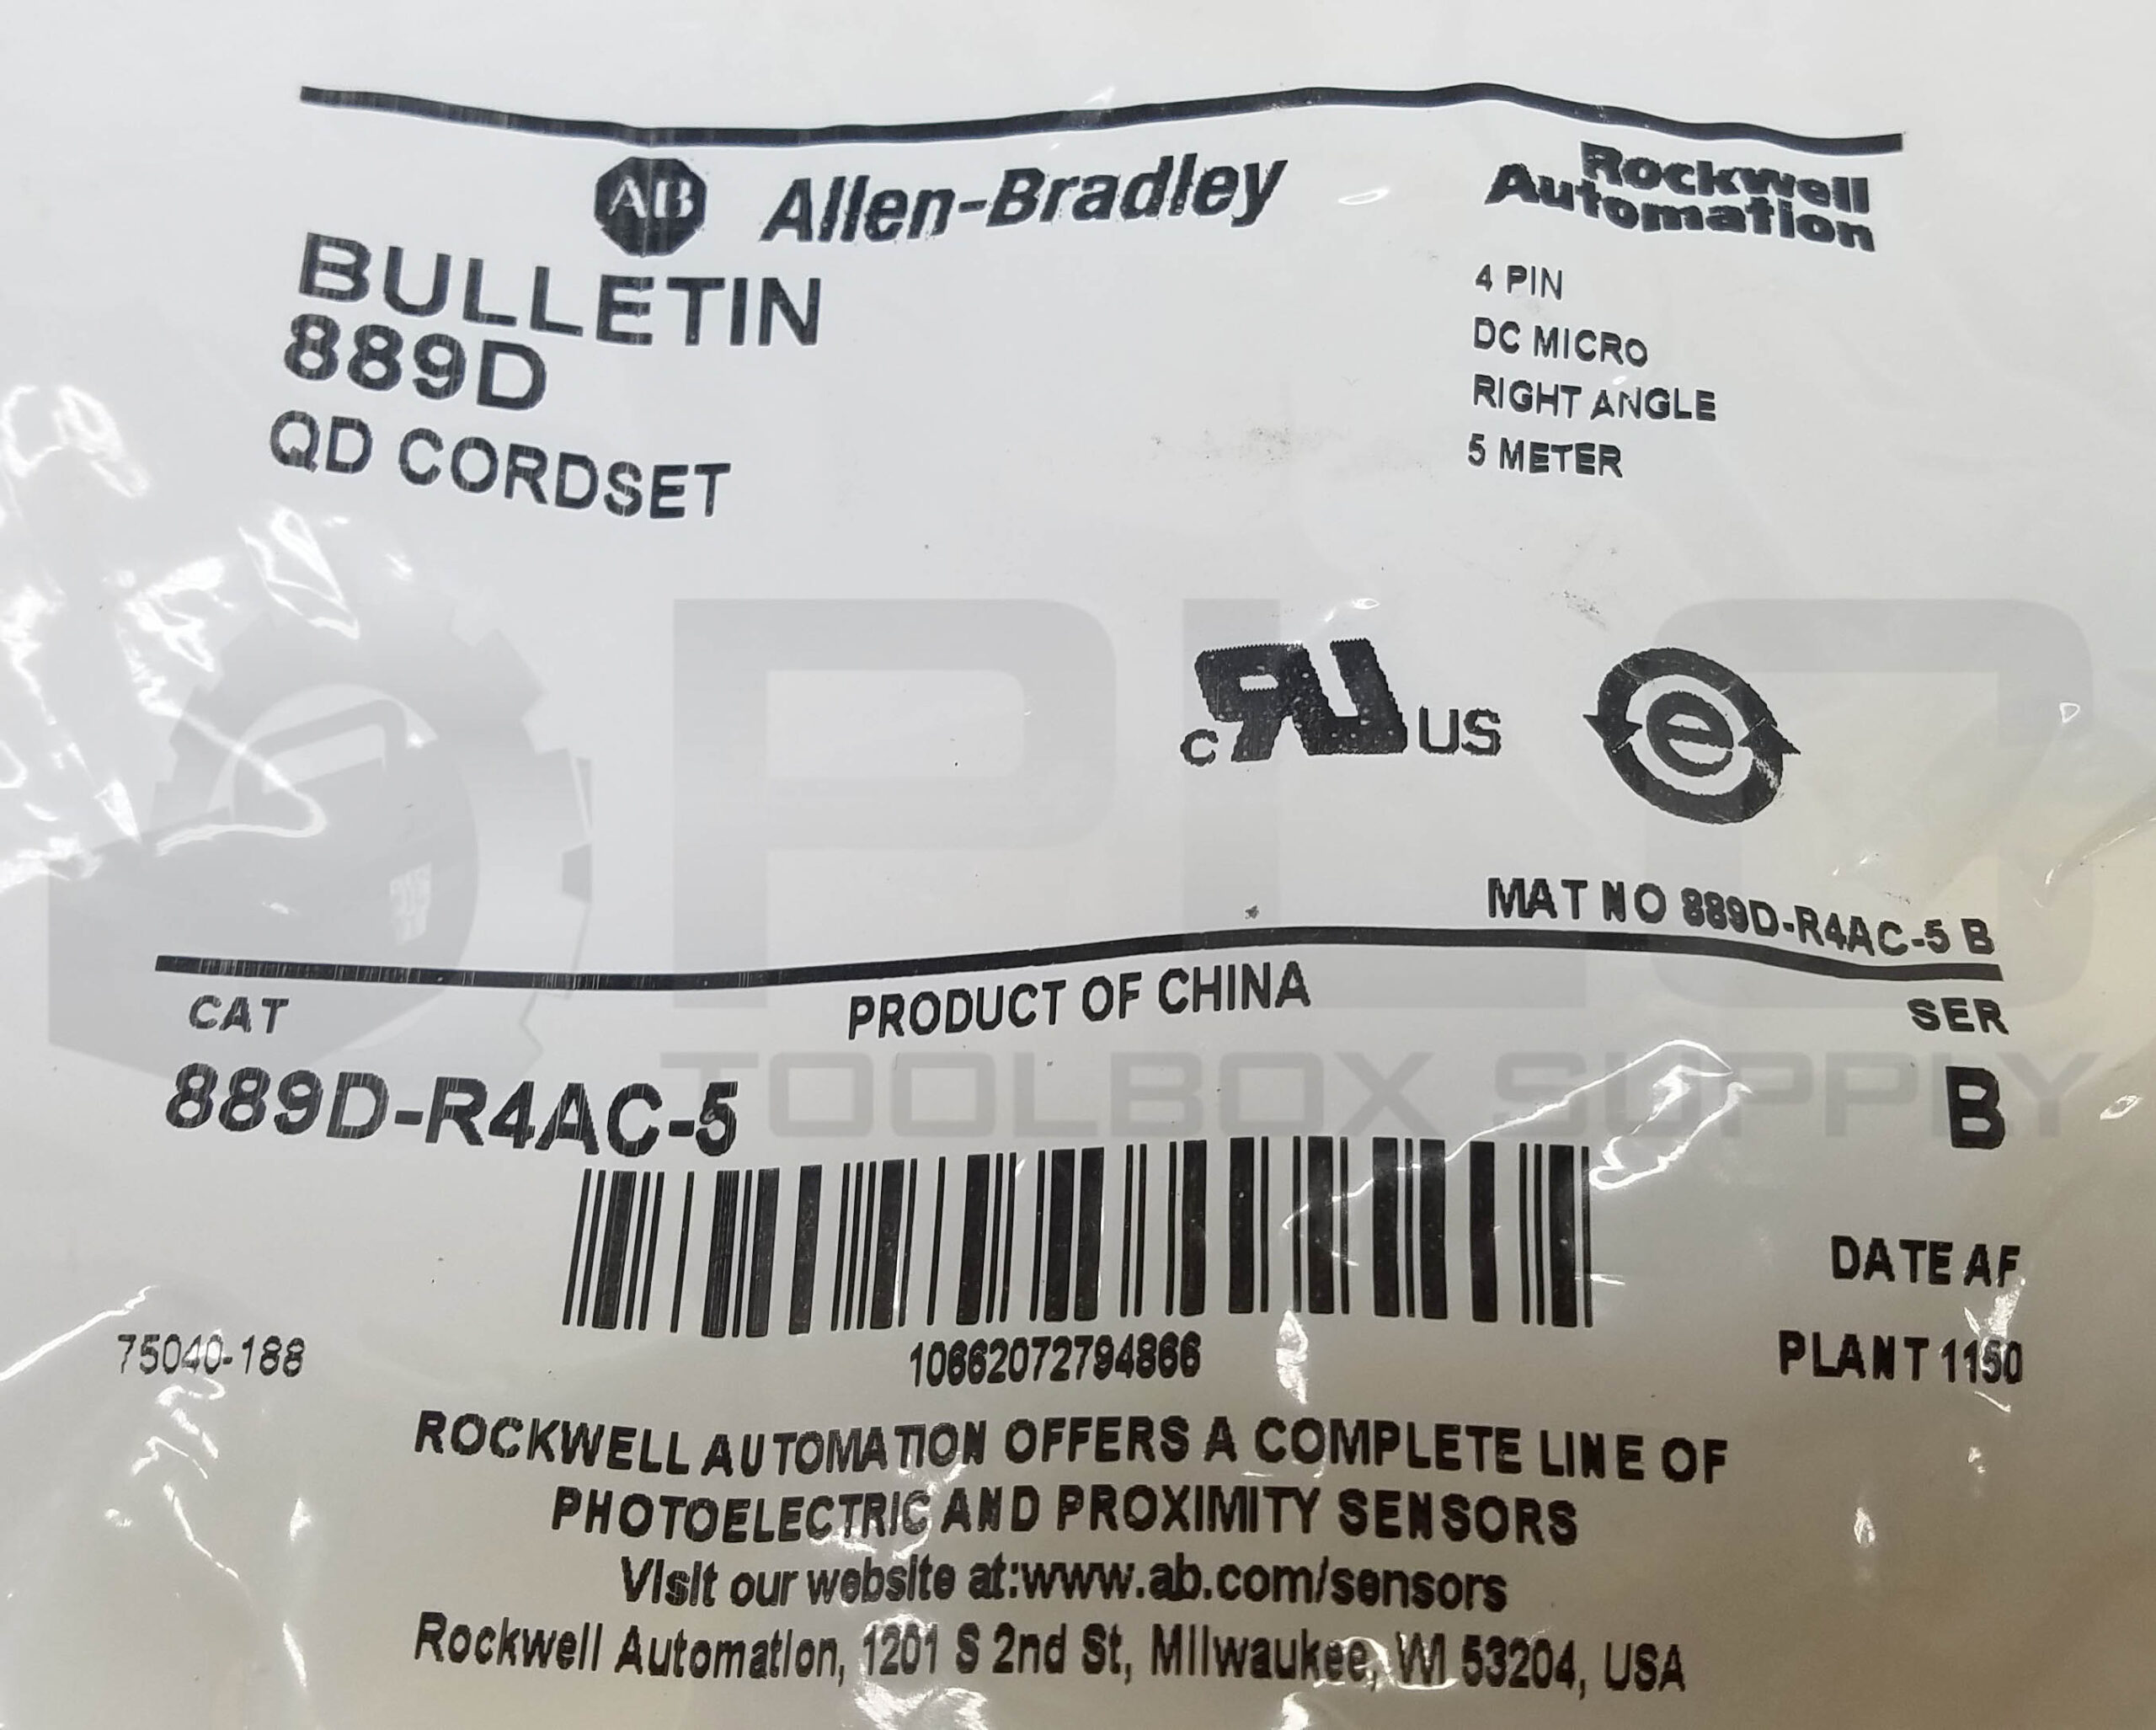 AB Allen-Bradley
Rockwell
Automation
BULLETIN
889D
QD CORDSET
4 PIN
DC MICRO
RIGHT ANGLE
5 METER
c RU US
e
MAT NO 889D-R4AC-5 B
CAT
PRODUCT OF CHINA
SER
889D-R4AC-5
B
PLC
TOOLBOX SUPPLY
DATE AF
75040-188
10662072794866
PLANT 1150
ROCKWELL AUTOMATION OFFERS A COMPLETE LINE OF
PHOTOELECTRIC AND PROXIMITY SENSORS
Visit our website at:www.ab.com/sensors
Rockwell Automation, 1201 S 2nd St, Milwaukee, WI 53204, USA